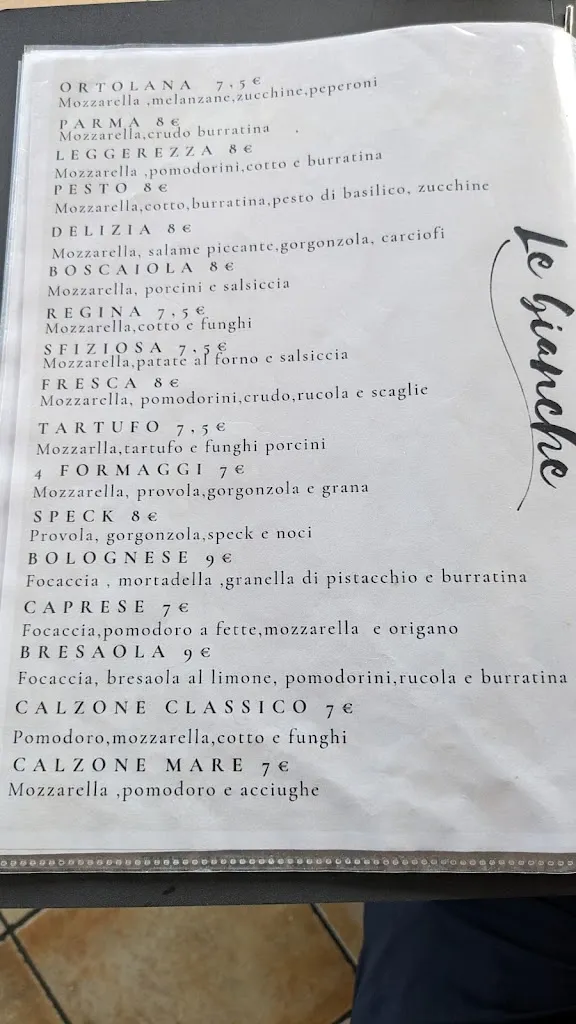 ORTOLANA 7,5€
Mozzarella ,melanzane,zucchine,peperoni
PARMA 8€
Mozzarella,crudo burratina
LEGGEREZZA 8€
Mozzarella ,pomodorini,cotto e burratina
PESTO 8€
Mozzarella,cotto,burratina,pesto di basilico, zucchine
DELIZIA 8€
Mozzarella, salame piccante,gorgonzola, carciofi
BOSCAIOLA 8€
Mozzarella, porcini e salsiccia
REGINA 7,5€
Mozzarella,cotto e funghi
SFIZIOSA 7,5€
Mozzarella,patate al forno e salsiccia
FRESCA 8€
Mozzarella, pomodorini,crudo,rucola e scaglie
TARTUFO 7,5€
Mozzarlla,tartufo e funghi porcini
4 FORMAGGI 7€
Mozzarella, provola,gorgonzola e grana
SPECK 8€
Provola, gorgonzola,speck e noci
BOLOGNESE 9€
Focaccia , mortadella ,granella di pistacchio e burratina
CAPRESE 7€
Focaccia,pomodoro a fette,mozzarella e origano
BRESAOLA 9€
Focaccia, bresaola al limone, pomodorini,rucola e burratina
CALZONE CLASSICO 7€
Pomodoro,mozzarella,cotto e funghi
CALZONE MARE 7€
Mozzarella ,pomodoro e acciughe
Le bianche